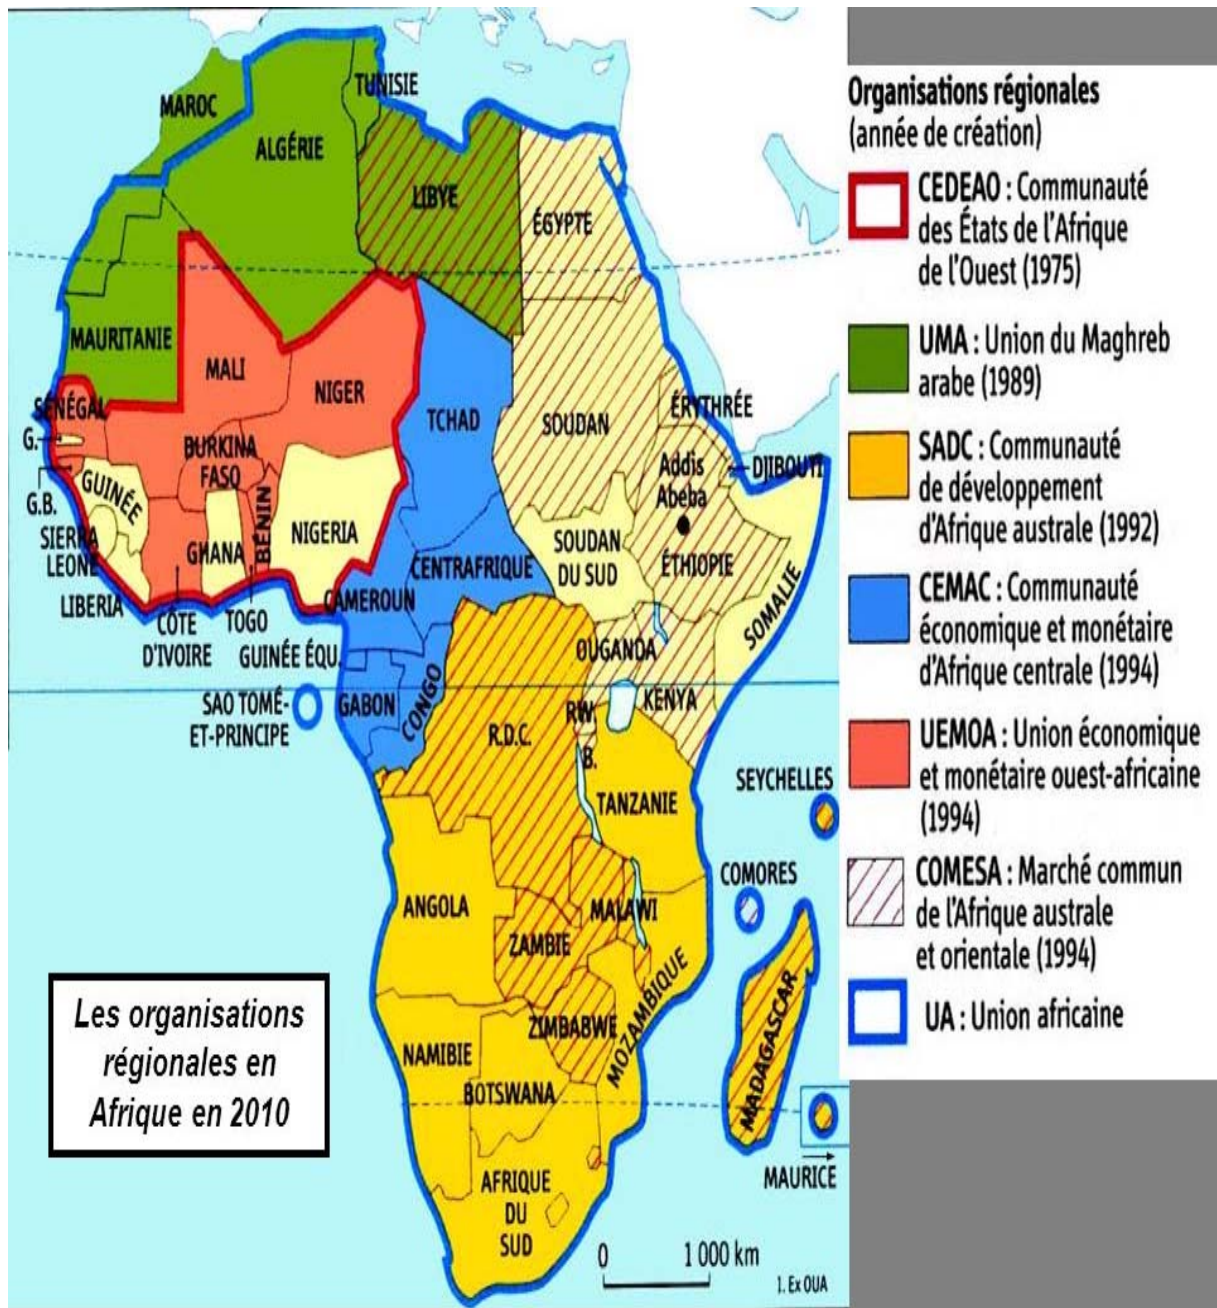 MAROC
TUNISIE
ALGÉRIE
LIBYE
ÉGYPTE
MAURITANIE
MALI
NIGER
TCHAD
SOUDAN
ÉRYTHRÉE
SÉNÉGAL
G.
BURKINA
FASO
Addis
Abeba
DJIBOUTI
G.B.
GUINÉE
SIERRA
LEONE
GHANA
BÉNIN
NIGERIA
SOUDAN
DU SUD
ÉTHIOPIE
CENTRAFRIQUE
LIBERIA
CÔTE
D'IVOIRE
TOGO
CAMEROUN
GUINÉE ÉQU.
SOMALIE
OUGANDA
KENYA
SAO TOMÉ-
ET-PRINCIPE
GABON
CONGO
R.D.C.
RW.
B.
TANZANIE
SEYCHELLES
COMORES
ANGOLA
MALAWI
ZAMBIE
ZIMBABWE
MOZAMBIQUE
MADAGASCAR
NAMIBIE
BOTSWANA
MAURICE
AFRIQUE
DU
SUD
0 1 000 km
1. Ex OUA
Les organisations
régionales en
Afrique en 2010
Organisations régionales
(année de création)
CEDEAO : Communauté
des États de l'Afrique
de l'Ouest (1975)
UMA : Union du Maghreb
arabe (1989)
SADC : Communauté
de développement
d'Afrique australe (1992)
CEMAC : Communauté
économique et monétaire
d'Afrique centrale (1994)
UEMOA : Union économique
et monétaire ouest-africaine
(1994)
COMESA : Marché commun
de l'Afrique australe
et orientale (1994)
UA : Union africaine